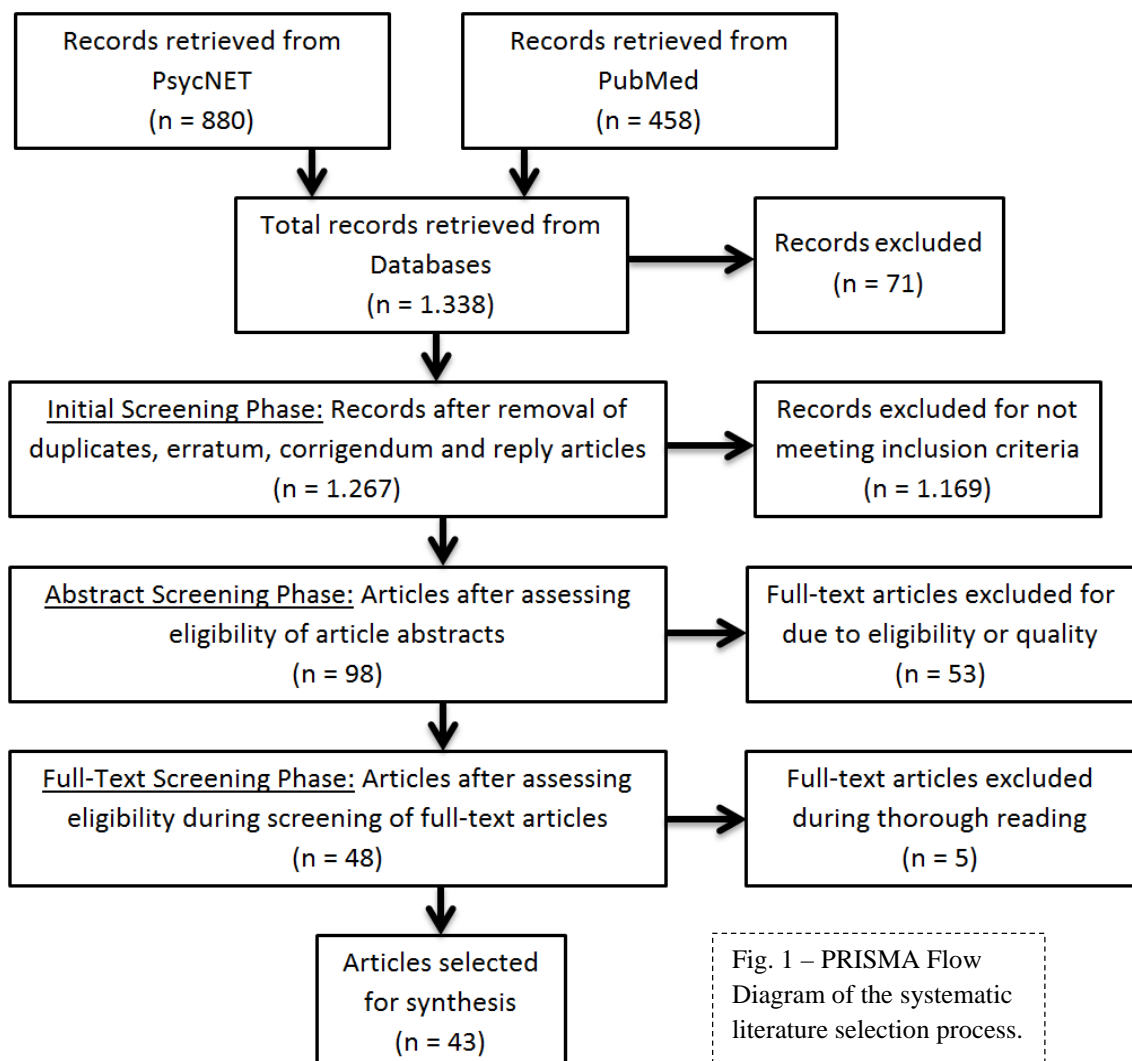 Records retrieved from
PsycNET
(n = 880)
Records retrieved from
PubMed
(n = 458)
Total records retrieved from
Databases
(n = 1.338)
Records excluded
(n = 71)
Initial Screening Phase: Records after removal of
duplicates, erratum, corrigendum and reply articles
(n = 1.267)
Records excluded for not
meeting inclusion criteria
(n = 1.169)
Abstract Screening Phase: Articles after assessing
eligibility of article abstracts
(n = 98)
Full-text articles excluded for
due to eligibility or quality
(n = 53)
Full-Text Screening Phase: Articles after assessing
eligibility during screening of full-text articles
(n = 48)
Full-text articles excluded
during thorough reading
(n = 5)
Articles selected
for synthesis
(n = 43)
Fig. 1 – PRISMA Flow
Diagram of the systematic
literature selection process.